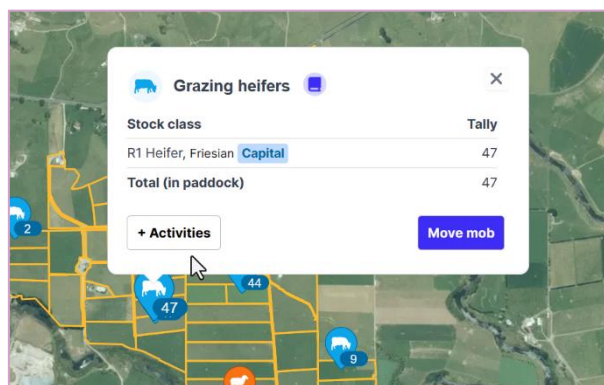 Grazing heifers
Stock class Tally
R1 Heifer, Friesian Capital 47
Total (in paddock) 47
+ Activities Move mob
2
44
47
9